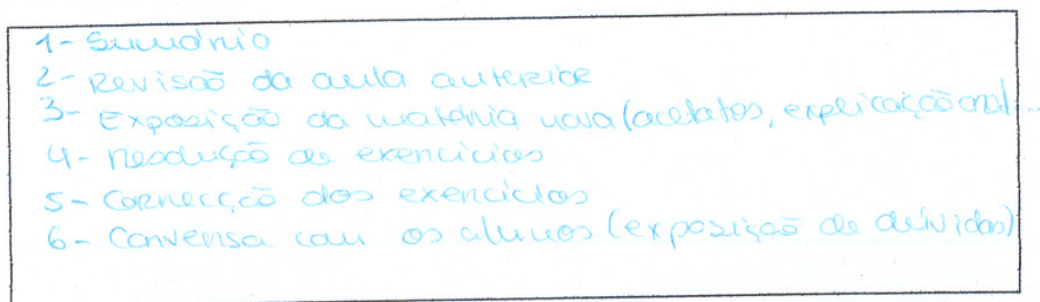 1- Sumário
2- Revisão da aula anterior
3- Exposição da matéria nova (acetatos, explicação oral...
4- Resolução de exercícios
5- Correcção dos exercícios
6- Conversa com os alunos (exposição de dúvidas)